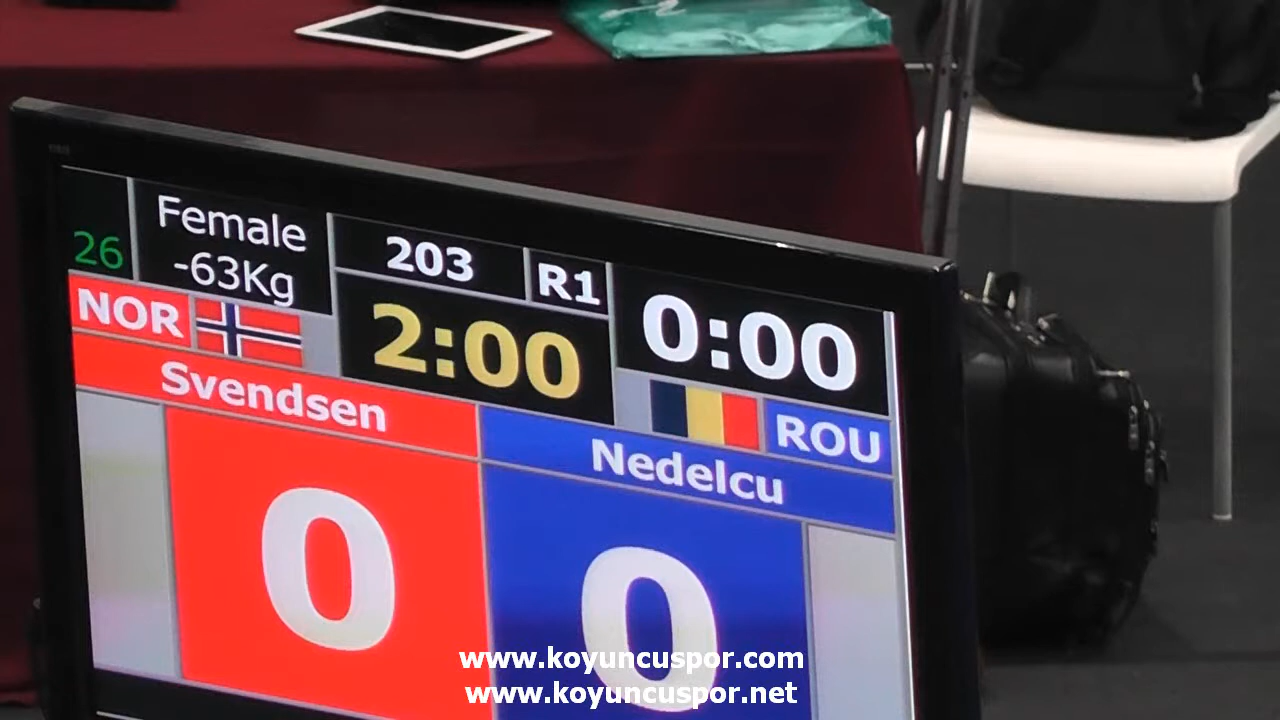 26
Female
-63Kg
203
R1
NOR
2:00
0:00
ROU
Svendsen
Nedelcu
0
0
www.koyuncuspor.com
www.koyuncuspor.net